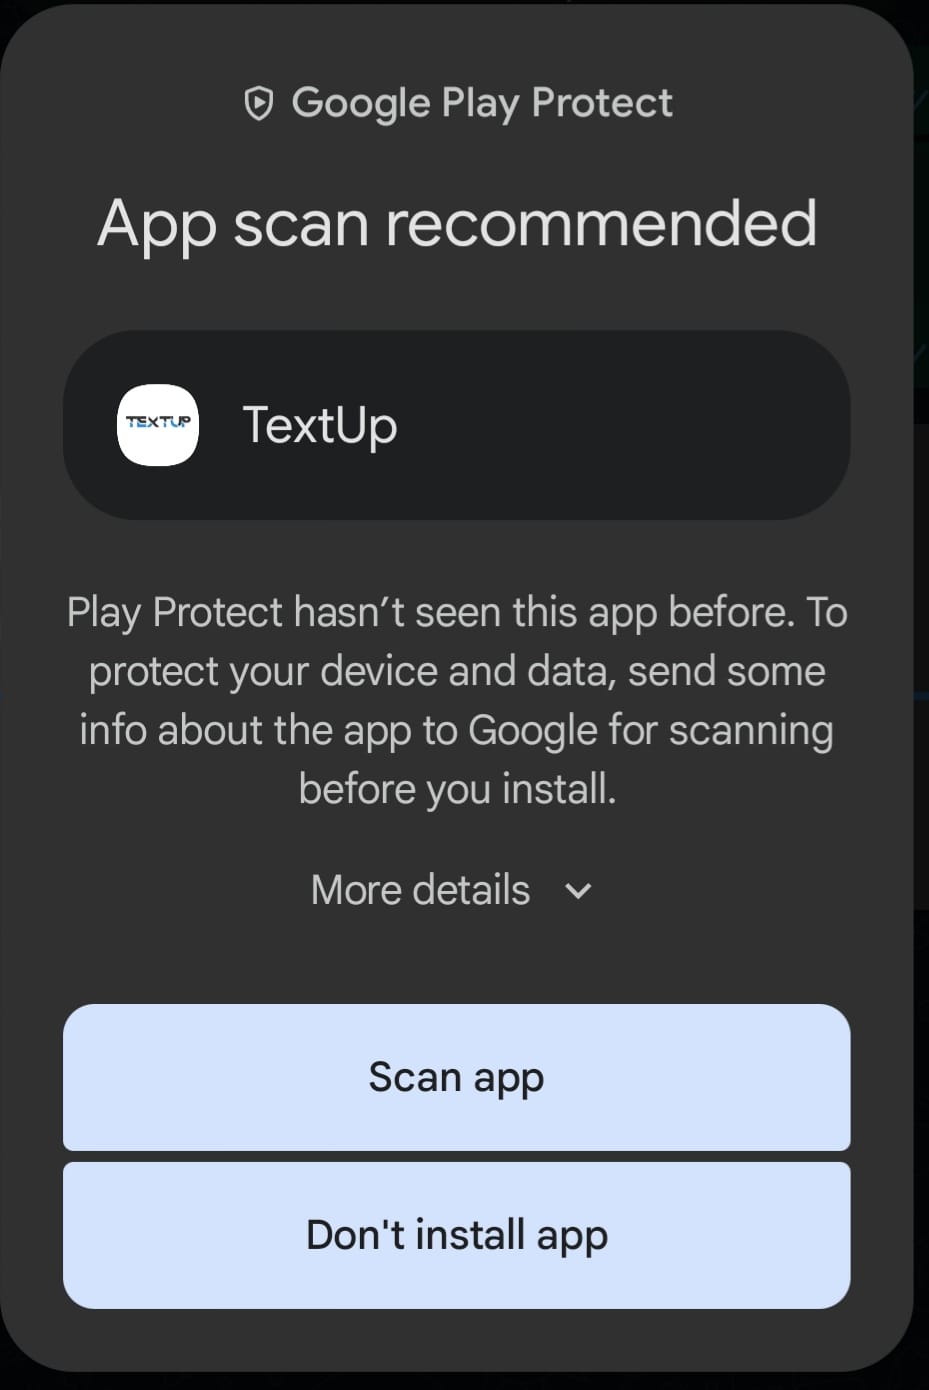 Google Play Protect
App scan recommended
TEXTUP
TextUp
Play Protect hasn’t seen this app before. To
protect your device and data, send some
info about the app to Google for scanning
before you install.
More details
Scan app
Don't install app